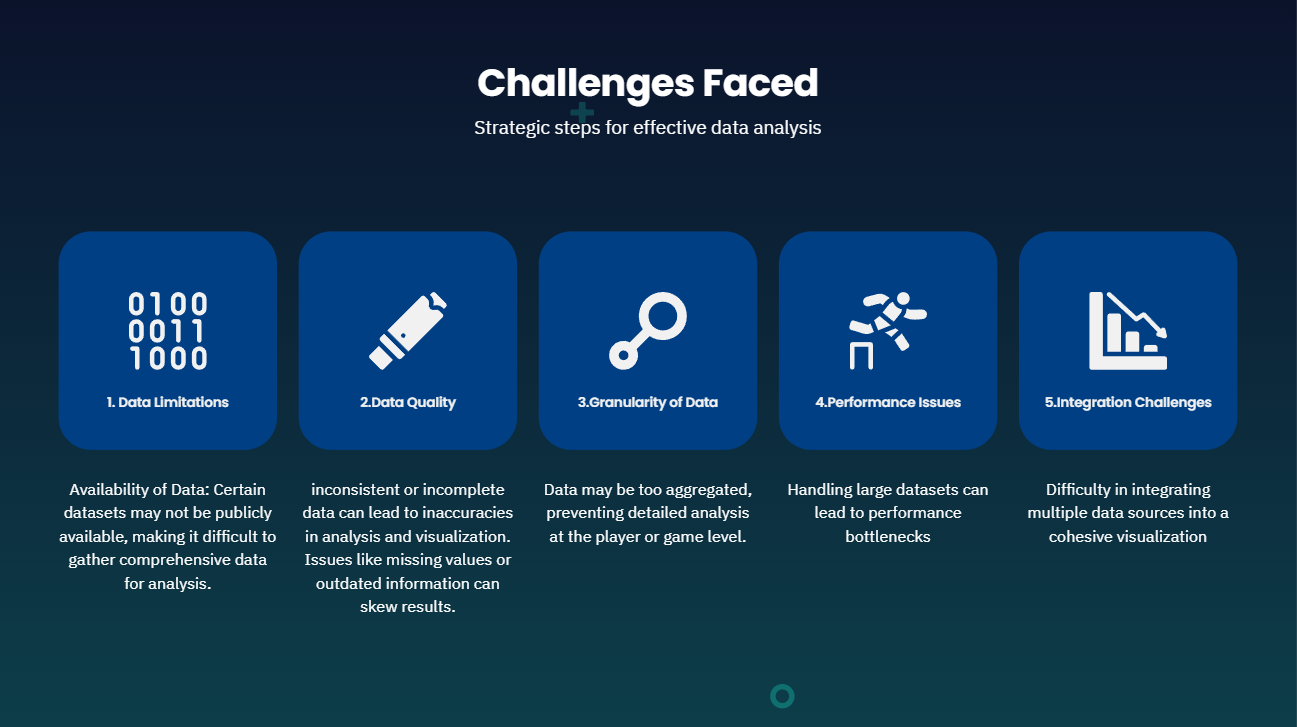 Challenges Faced
Strategic steps for effective data analysis
0100
0011
1000
1. Data Limitations
Availability of Data: Certain
datasets may not be publicly
available, making it difficult to
gather comprehensive data
for analysis.
2.Data Quality
inconsistent or incomplete
data can lead to inaccuracies
in analysis and visualization.
Issues like missing values or
outdated information can
skew results.
3.Granularity of Data
Data may be too aggregated,
preventing detailed analysis
at the player or game level.
4.Performance Issues
Handling large datasets can
lead to performance
bottlenecks
5.Integration Challenges
Difficulty in integrating
multiple data sources into a
cohesive visualization